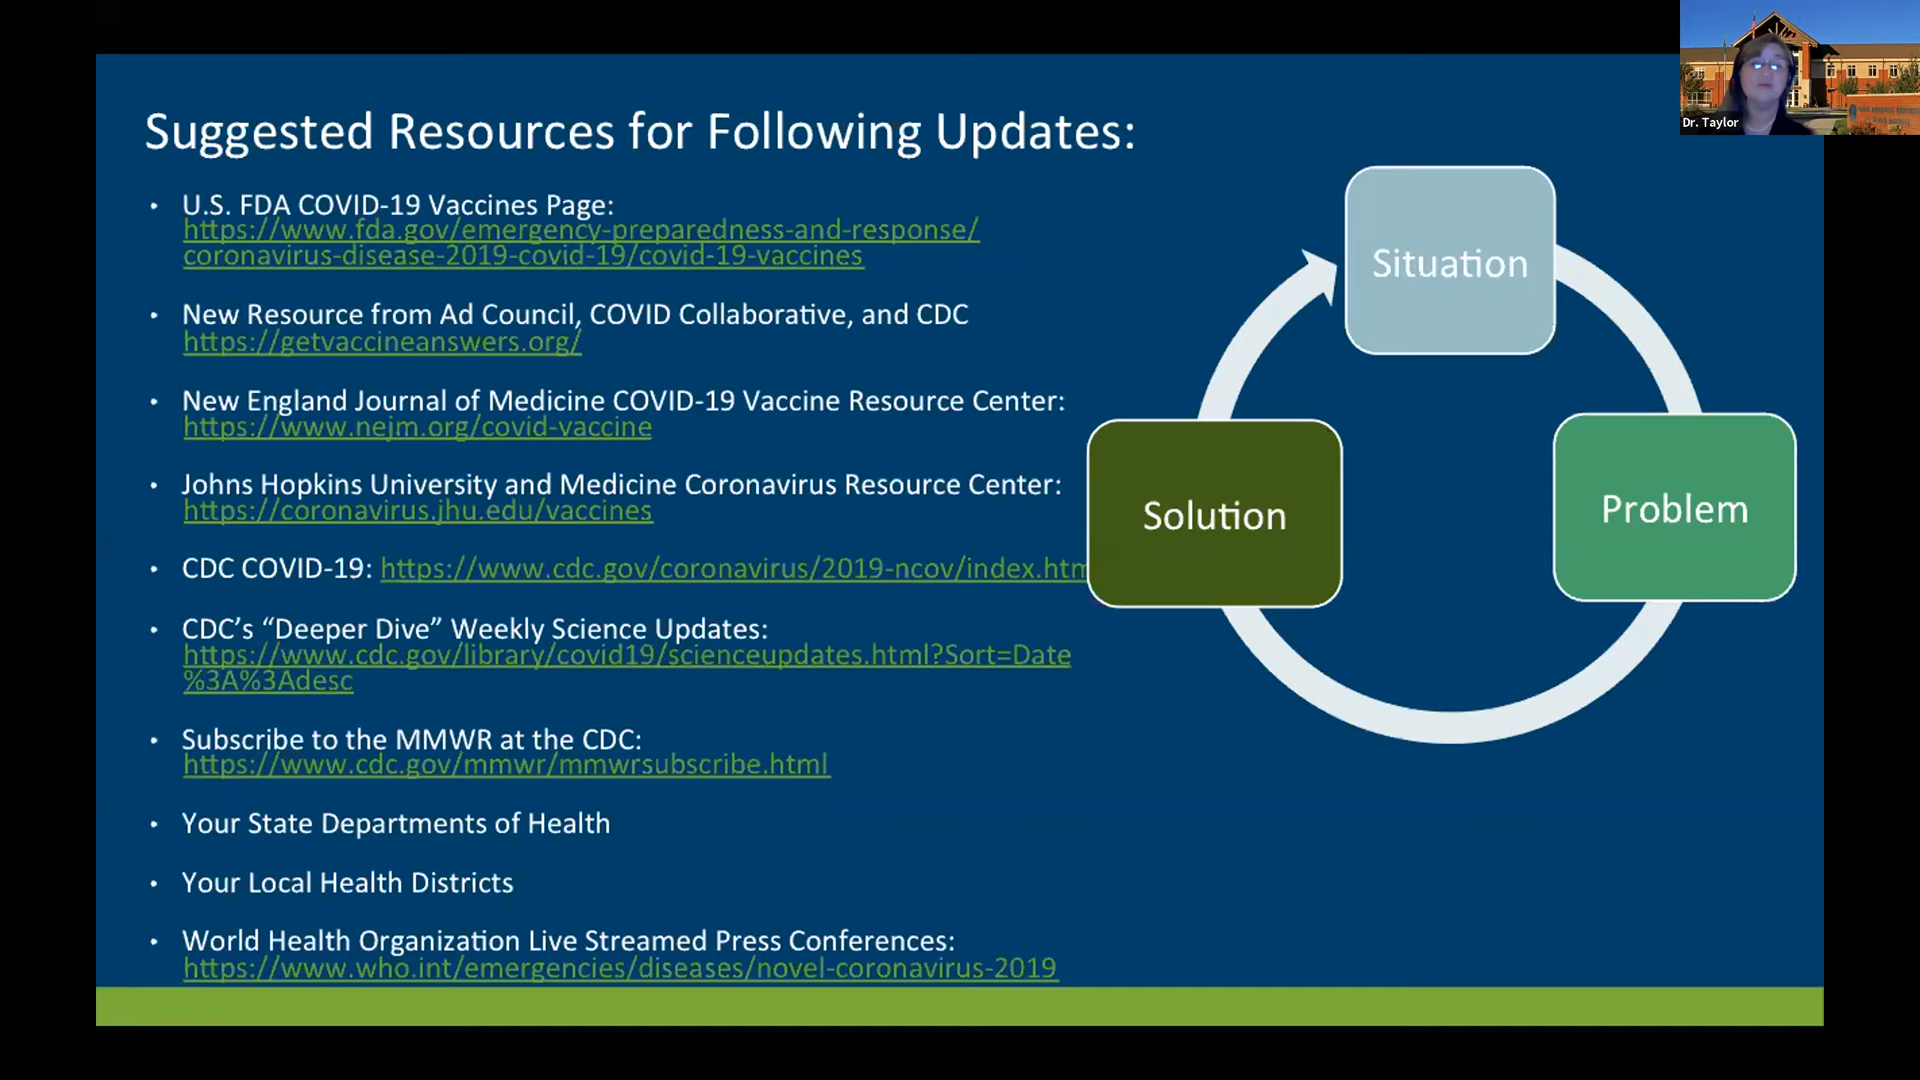 Suggested Resources for Following Updates:
• U.S. FDA COVID-19 Vaccines Page:
https://www.fda.gov/emergency-preparedness-and-response/
coronavirus-disease-2019-covid-19/covid-19-vaccines
• New Resource from Ad Council, COVID Collaborative, and CDC
https://getvaccineanswers.org/
• New England Journal of Medicine COVID-19 Vaccine Resource Center:
https://www.nejm.org/covid-vaccine
• Johns Hopkins University and Medicine Coronavirus Resource Center:
https://coronavirus.jhu.edu/vaccines
• CDC COVID-19: https://www.cdc.gov/coronavirus/2019-ncov/index.htm
• CDC’s “Deeper Dive” Weekly Science Updates:
https://www.cdc.gov/library/covid19/scienceupdates.html?Sort=Date
%3A%3Adesc
• Subscribe to the MMWR at the CDC:
https://www.cdc.gov/mmwr/mmwrsubscribe.html
• Your State Departments of Health
• Your Local Health Districts
• World Health Organization Live Streamed Press Conferences:
https://www.who.int/emergencies/diseases/novel-coronavirus-2019
Situation
Problem
Solution
Dr. Taylor